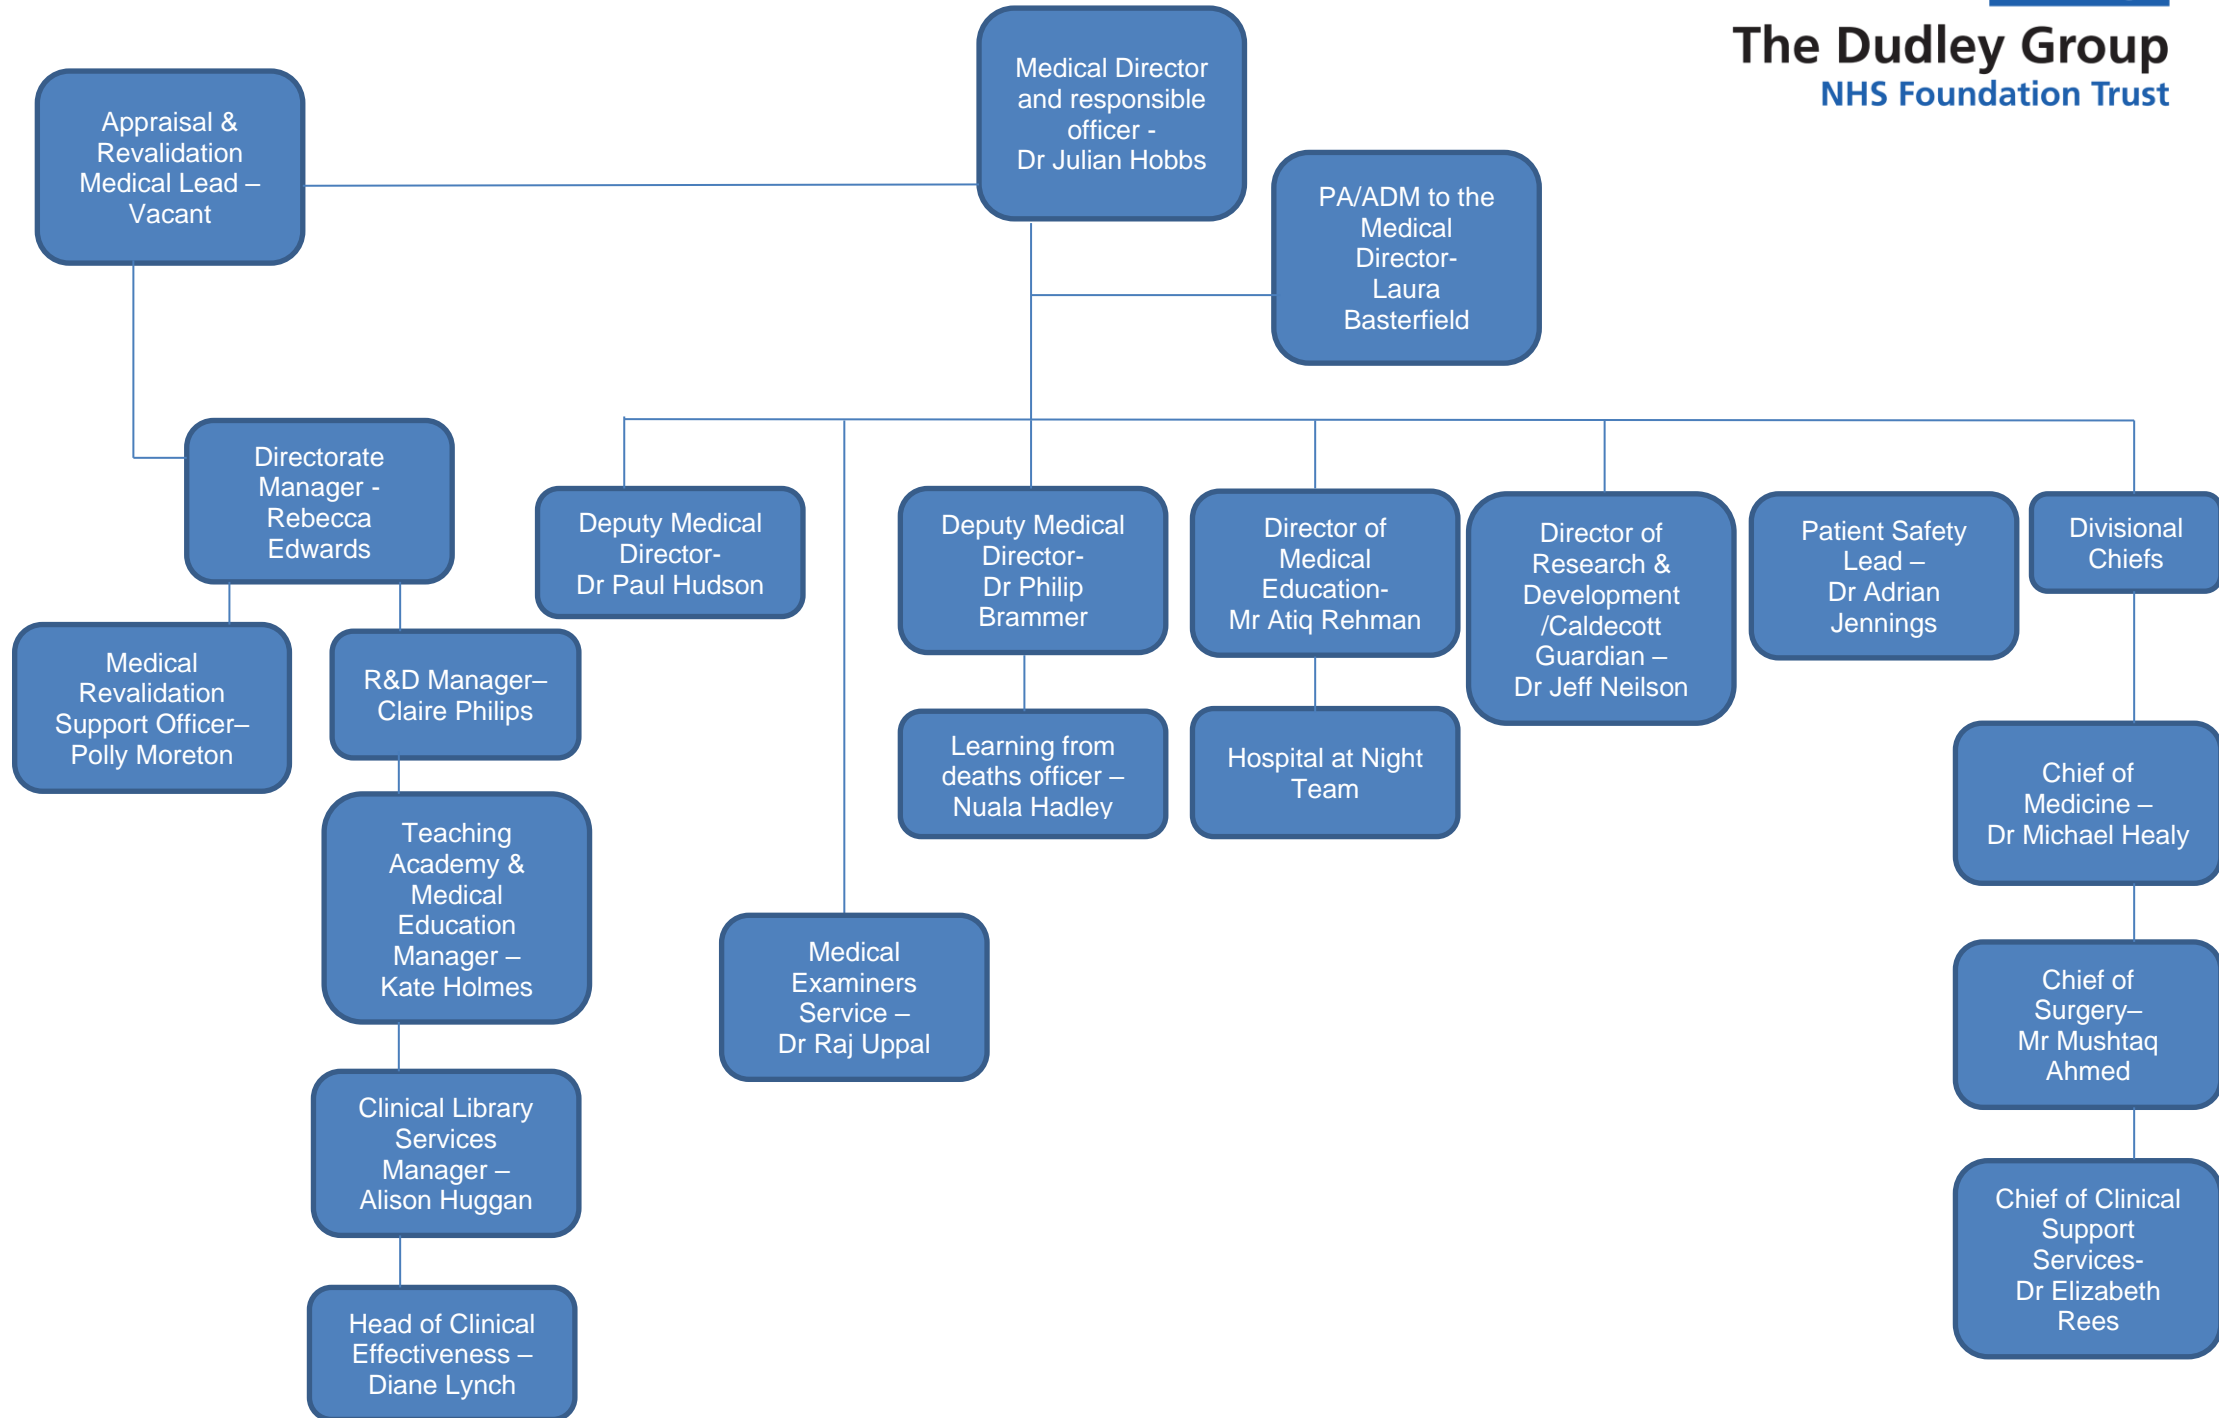 The Dudley Group
NHS Foundation Trust
Medical Director
and responsible
officer -
Dr Julian Hobbs
Appraisal &
Revalidation
Medical Lead –
Vacant
PA/ADM to the
Medical
Director-
Laura
Basterfield
Directorate
Manager -
Rebecca
Edwards
Deputy Medical
Director-
Dr Paul Hudson
Deputy Medical
Director-
Dr Philip
Brammer
Director of
Medical
Education-
Mr Atiq Rehman
Director of
Research &
Development
/Caldecott
Guardian –
Dr Jeff Neilson
Patient Safety
Lead –
Dr Adrian
Jennings
Divisional
Chiefs
Medical
Revalidation
Support Officer–
Polly Moreton
R&D Manager–
Claire Philips
Learning from
deaths officer –
Nuala Hadley
Hospital at Night
Team
Chief of
Medicine –
Dr Michael Healy
Teaching
Academy &
Medical
Education
Manager –
Kate Holmes
Medical
Examiners
Service –
Dr Raj Uppal
Chief of
Surgery–
Mr Mushtaq
Ahmed
Clinical Library
Services
Manager –
Alison Huggan
Chief of Clinical
Support
Services-
Dr Elizabeth
Rees
Head of Clinical
Effectiveness –
Diane Lynch